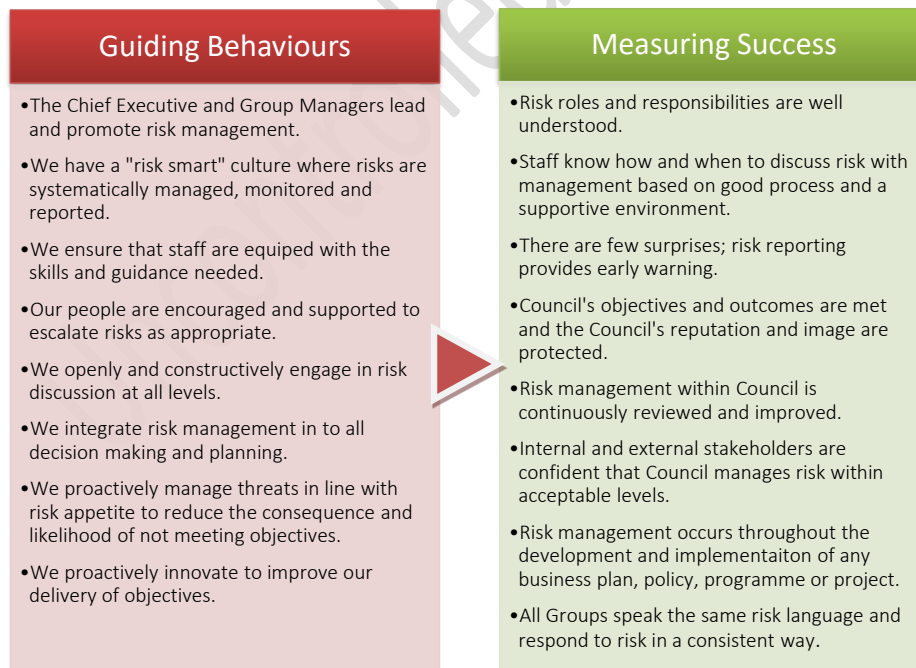 Guiding Behaviours
•The Chief Executive and Group Managers lead
and promote risk management.
•We have a "risk smart" culture where risks are
systematically managed, monitored and
reported.
•We ensure that staff are equiped with the
skills and guidance needed.
•Our people are encouraged and supported to
escalate risks as appropriate.
•We openly and constructively engage in risk
discussion at all levels.
•We integrate risk management in to all
decision making and planning.
•We proactively manage threats in line with
risk appetite to reduce the consequence and
likelihood of not meeting objectives.
•We proactively innovate to improve our
delivery of objectives.
Measuring Success
•Risk roles and responsibilities are well
understood.
•Staff know how and when to discuss risk with
management based on good process and a
supportive environment.
•There are few surprises; risk reporting
provides early warning.
•Council's objectives and outcomes are met
and the Council's reputation and image are
protected.
•Risk management within Council is
continuously reviewed and improved.
•Internal and external stakeholders are
confident that Council manages risk within
acceptable levels.
•Risk management occurs throughout the
development and implementaiton of any
business plan, policy, programme or project.
•All Groups speak the same risk language and
respond to risk in a consistent way.